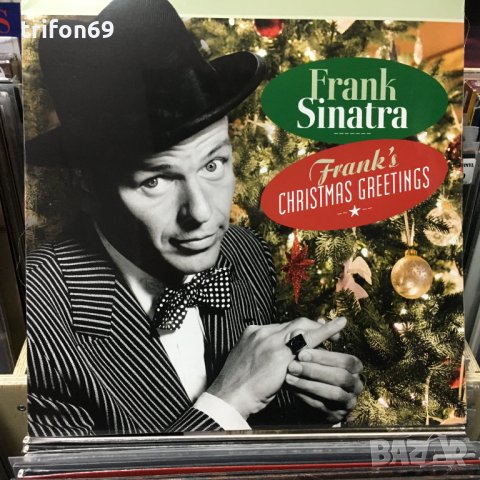 trifon69
Frank
Sinatra
Frank's
CHRISTMAS GREETINGS
BAZAR